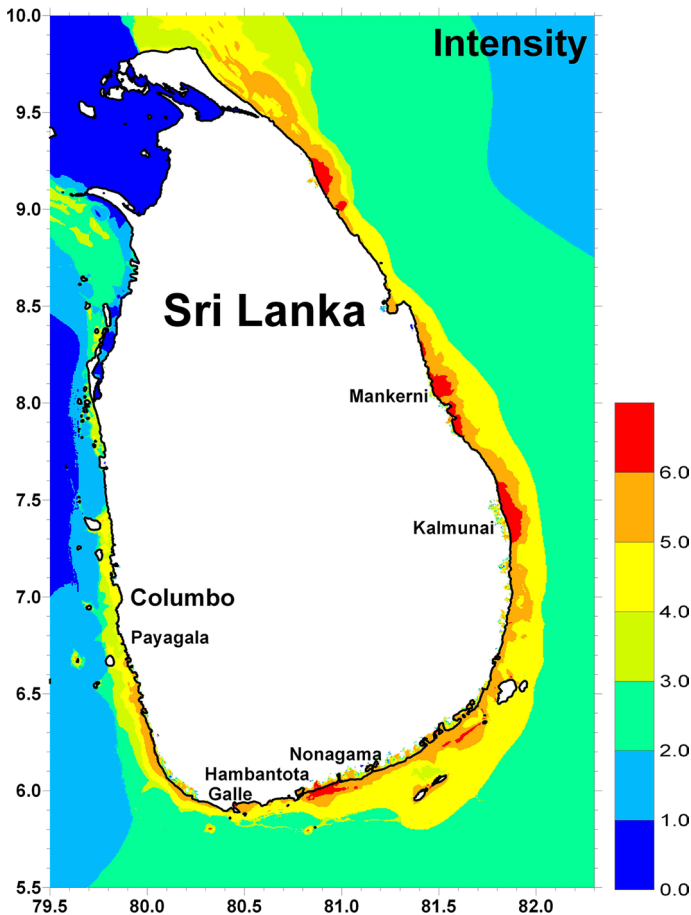 10.0
Intensity
9.5
9.0
Sri Lanka
8.5
Mankerni
8.0
6.0
7.5
Kalmunai
5.0
7.0
Columbo
4.0
Payagala
3.0
6.5
2.0
Nonagama
Hambantota
6.0
Galle
1.0
5.5
0.0
79.5 80.0 80.5 81.0 81.5 82.0